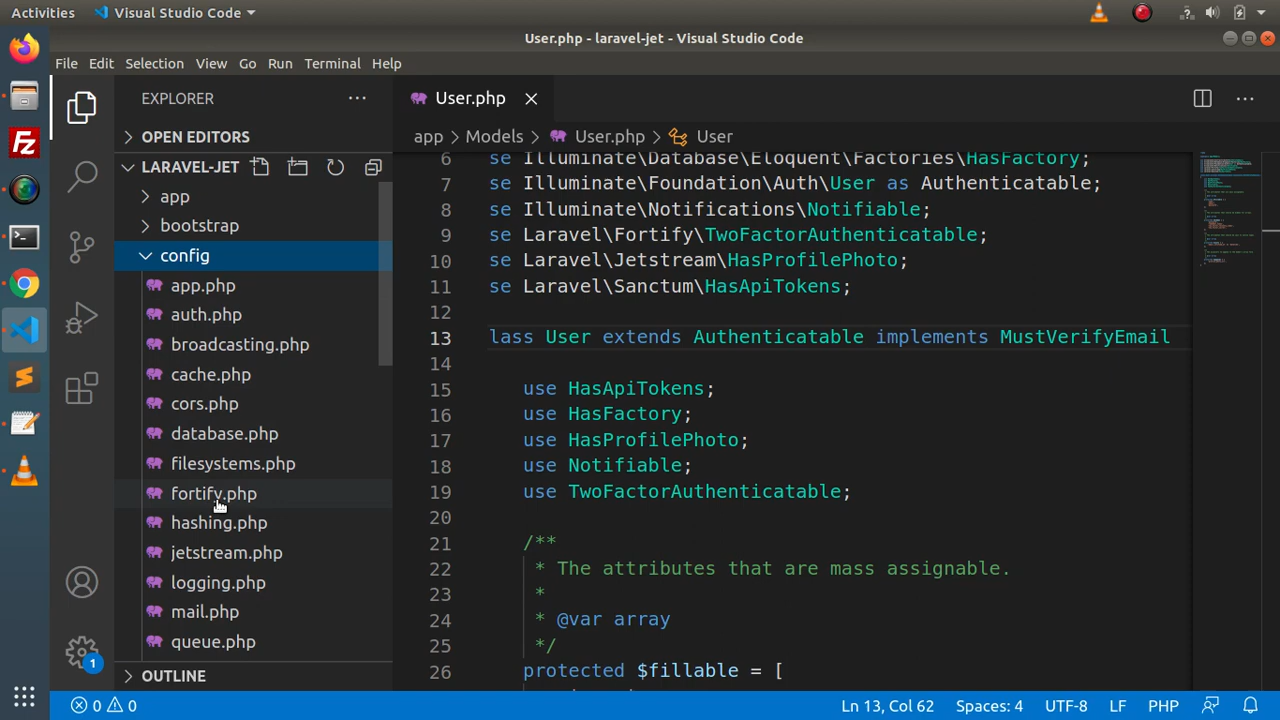 Activities
Visual Studio Code
User.php - laravel-jet - Visual Studio Code
File Edit Selection View Go Run Terminal Help
EXPLORER
User.php
OPEN EDITORS
app > Models > User.php > User
LARAVEL-JET
app
bootstrap
config
app.php
auth.php
broadcasting.php
cache.php
cors.php
database.php
filesystems.php
fortify.php
hashing.php
jetstream.php
logging.php
mail.php
queue.php
OUTLINE
6 se Illuminate\Database\Eloquent\Factories\HasFactory;
7 se Illuminate\Foundation\Auth\User as Authenticatable;
8 se Illuminate\Notifications\Notifiable;
9 se Laravel\Fortify\TwoFactorAuthenticatable;
10 se Laravel\Jetstream\HasProfilePhoto;
11 se Laravel\Sanctum\HasApiTokens;
12
13 lass User extends Authenticatable implements MustVerifyEmail
14
15 use HasApiTokens;
16 use HasFactory;
17 use HasProfilePhoto;
18 use Notifiable;
19 use TwoFactorAuthenticatable;
20
21 /**
22 * The attributes that are mass assignable.
23 *
24 * @var array
25 */
26 protected $fillable = [
1
0 0
Ln 13, Col 62 Spaces: 4 UTF-8 LF PHP